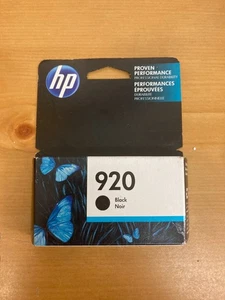 hp
PROVEN
PERFORMANCE
PERFORMANCES
ÉPROUVÉES
920
Black
Noir